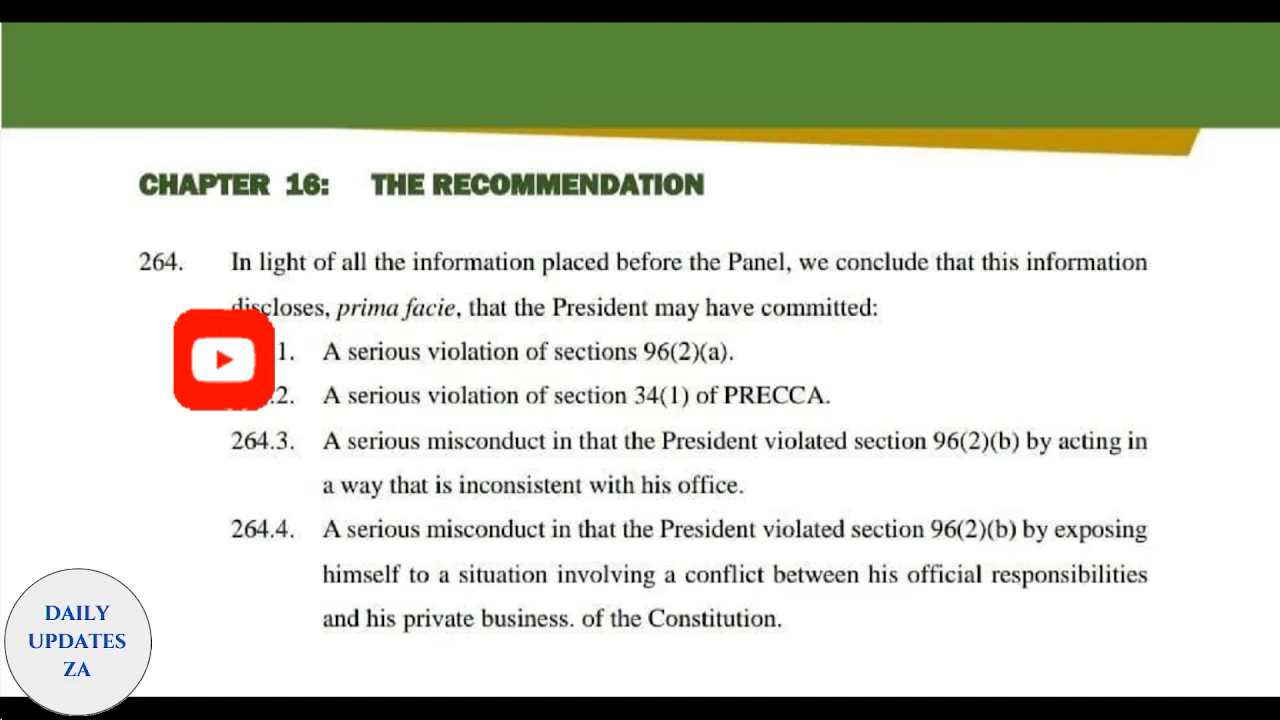 CHAPTER 16: THE RECOMMENDATION
264. In light of all the information placed before the Panel, we conclude that this information
discloses, prima facie, that the President may have committed:
1. A serious violation of sections 96(2)(a).
.2. A serious violation of section 34(1) of PRECCA.
264.3. A serious misconduct in that the President violated section 96(2)(b) by acting in
a way that is inconsistent with his office.
264.4. A serious misconduct in that the President violated section 96(2)(b) by exposing
himself to a situation involving a conflict between his official responsibilities
and his private business. of the Constitution.
DAILY
UPDATES
ZA